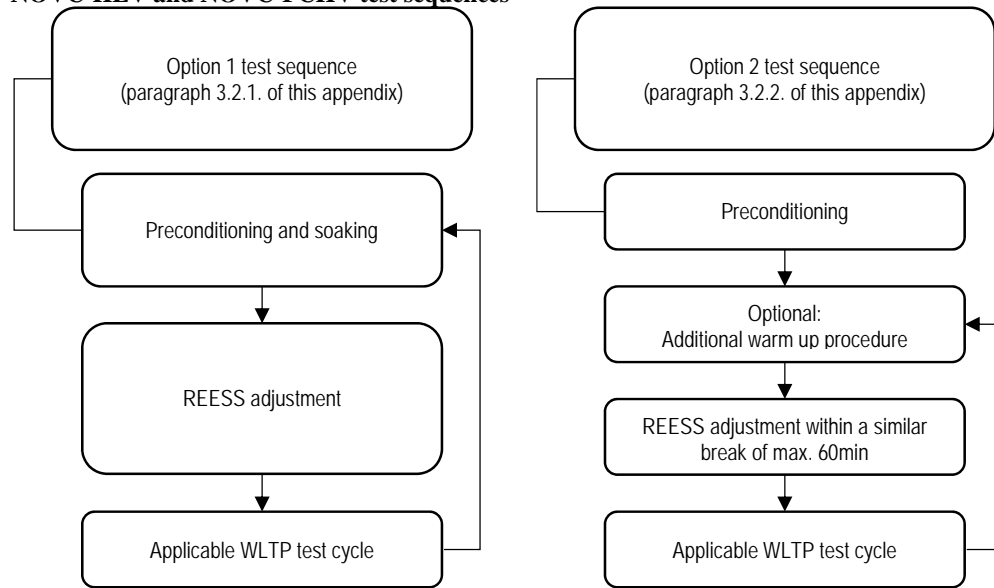 NOVC-HEV and NOVC-FCHV test sequences
Option 1 test sequence
(paragraph 3.2.1. of this appendix)
Preconditioning and soaking
REESS adjustment
Applicable WLTP test cycle
Option 2 test sequence
(paragraph 3.2.2. of this appendix)
Preconditioning
Optional:
Additional warm up procedure
REESS adjustment within a similar
break of max. 60min
Applicable WLTP test cycle